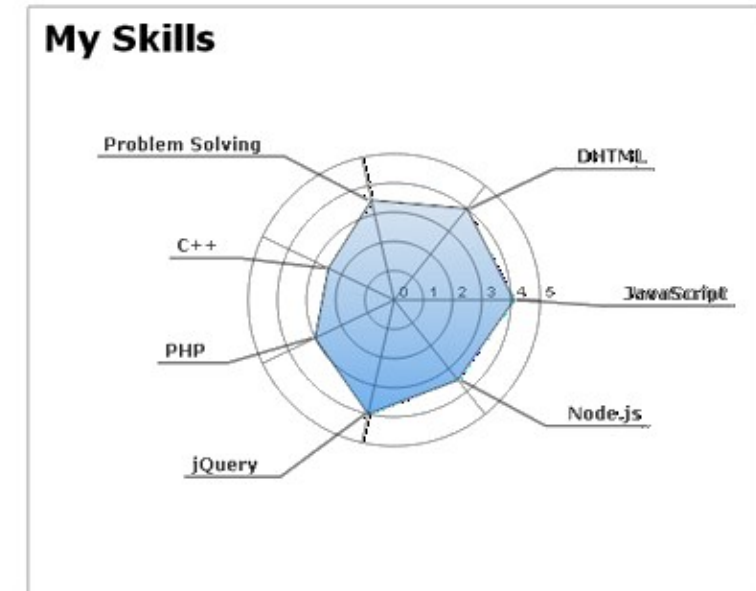 My Skills
Problem Solving
DHTML
C++
0 1 2 3 4 5
JavaScript
PHP
Node.js
jQuery